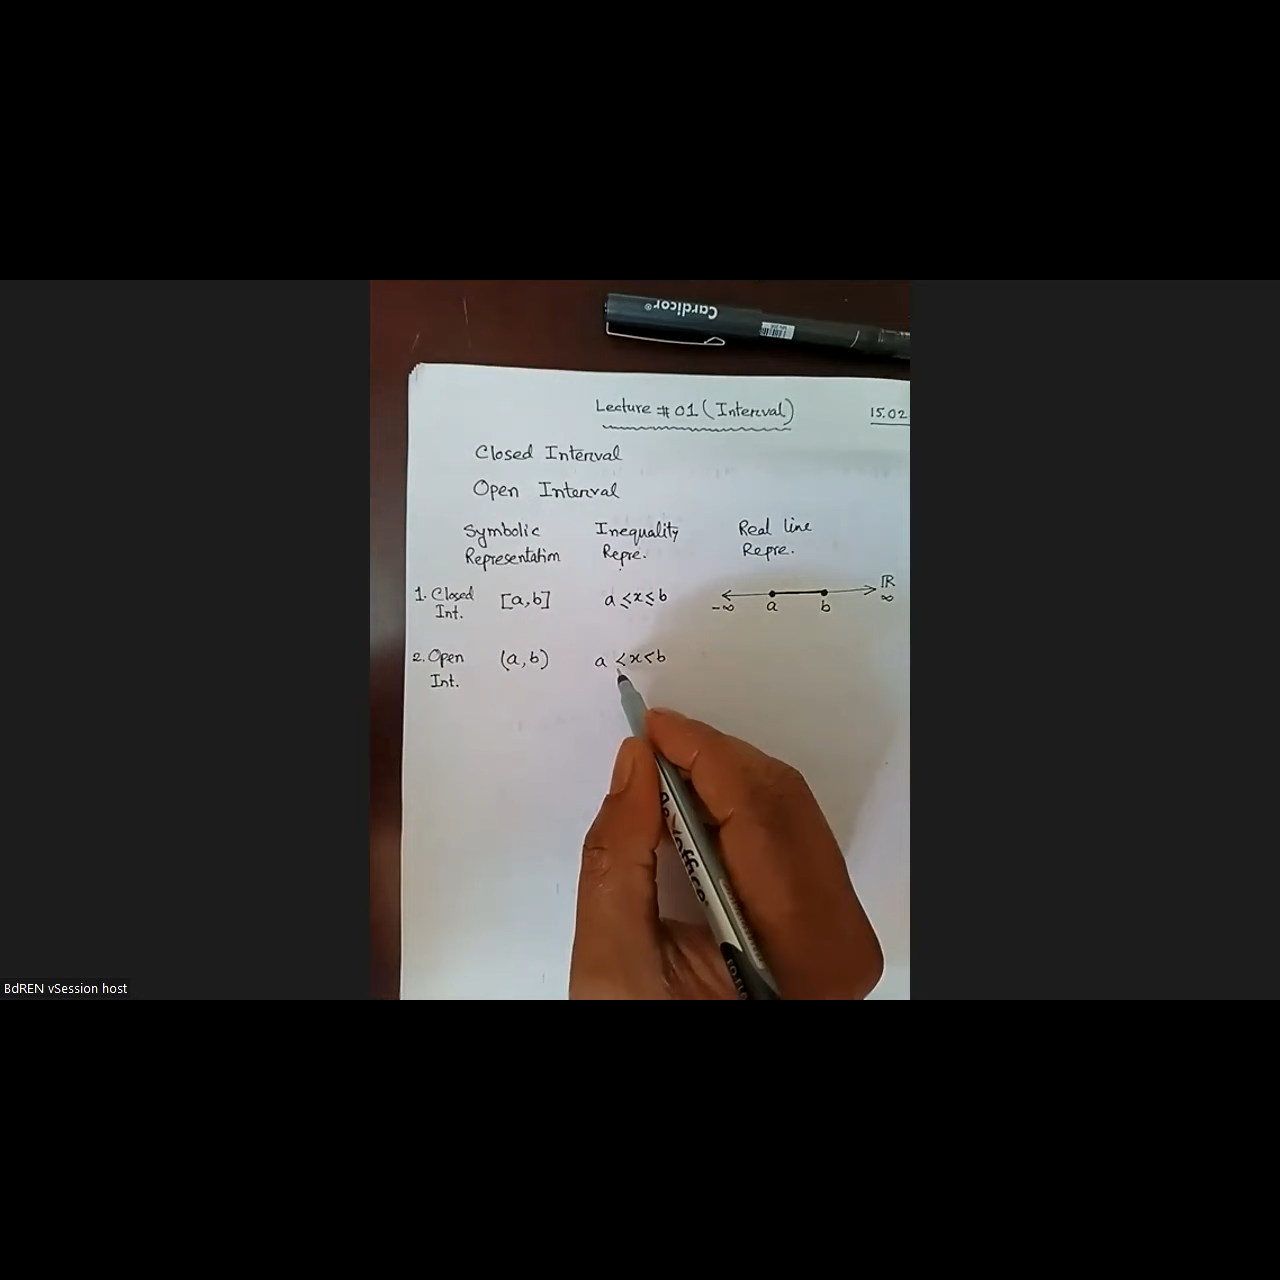 Cardicor®
Lecture # 01 (Interval)
15.02
Closed Interval
Open Interval
Symbolic Representation
Inequality Repre.
Real line Repre.
1. Closed Int. [a,b] a ≤ x ≤ b
-∞ a b ℝ ∞
2. Open Int. (a,b) a < x < b
office
BdREN vSession host